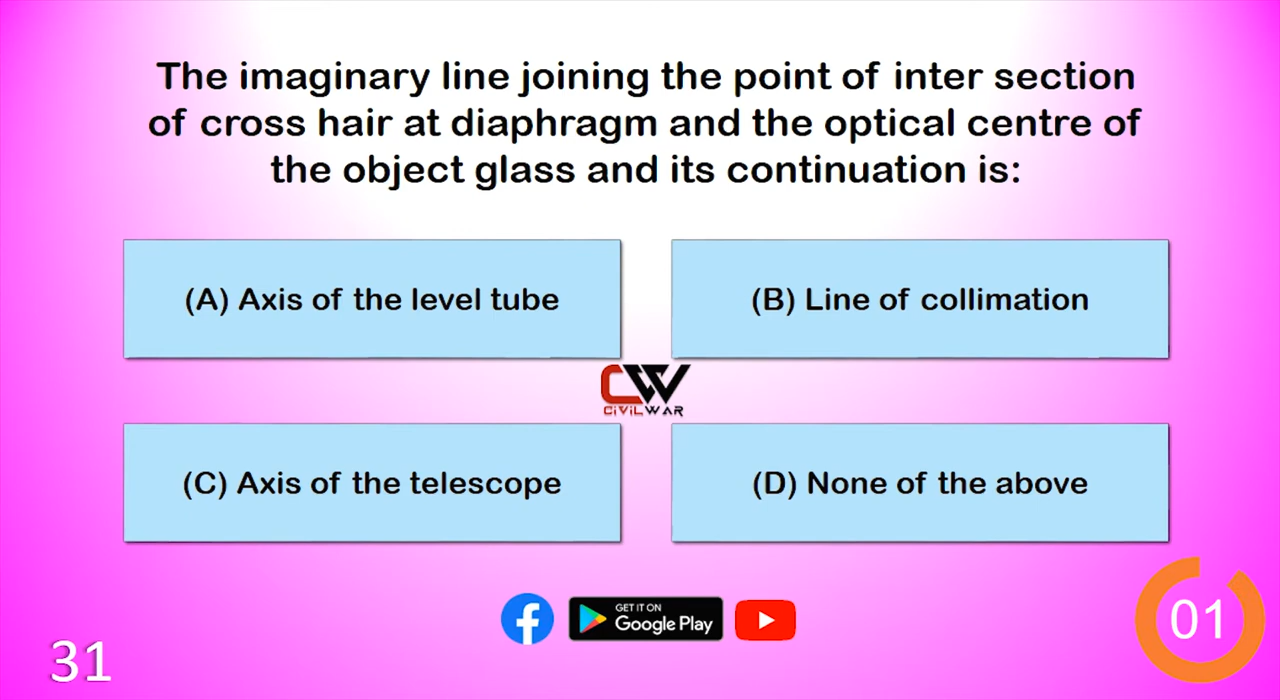 The imaginary line joining the point of inter section
of cross hair at diaphragm and the optical centre of
the object glass and its continuation is:
(A) Axis of the level tube
(B) Line of collimation
CW
CiViLWAR
(C) Axis of the telescope
(D) None of the above
GET IT ON
Google Play
01
31